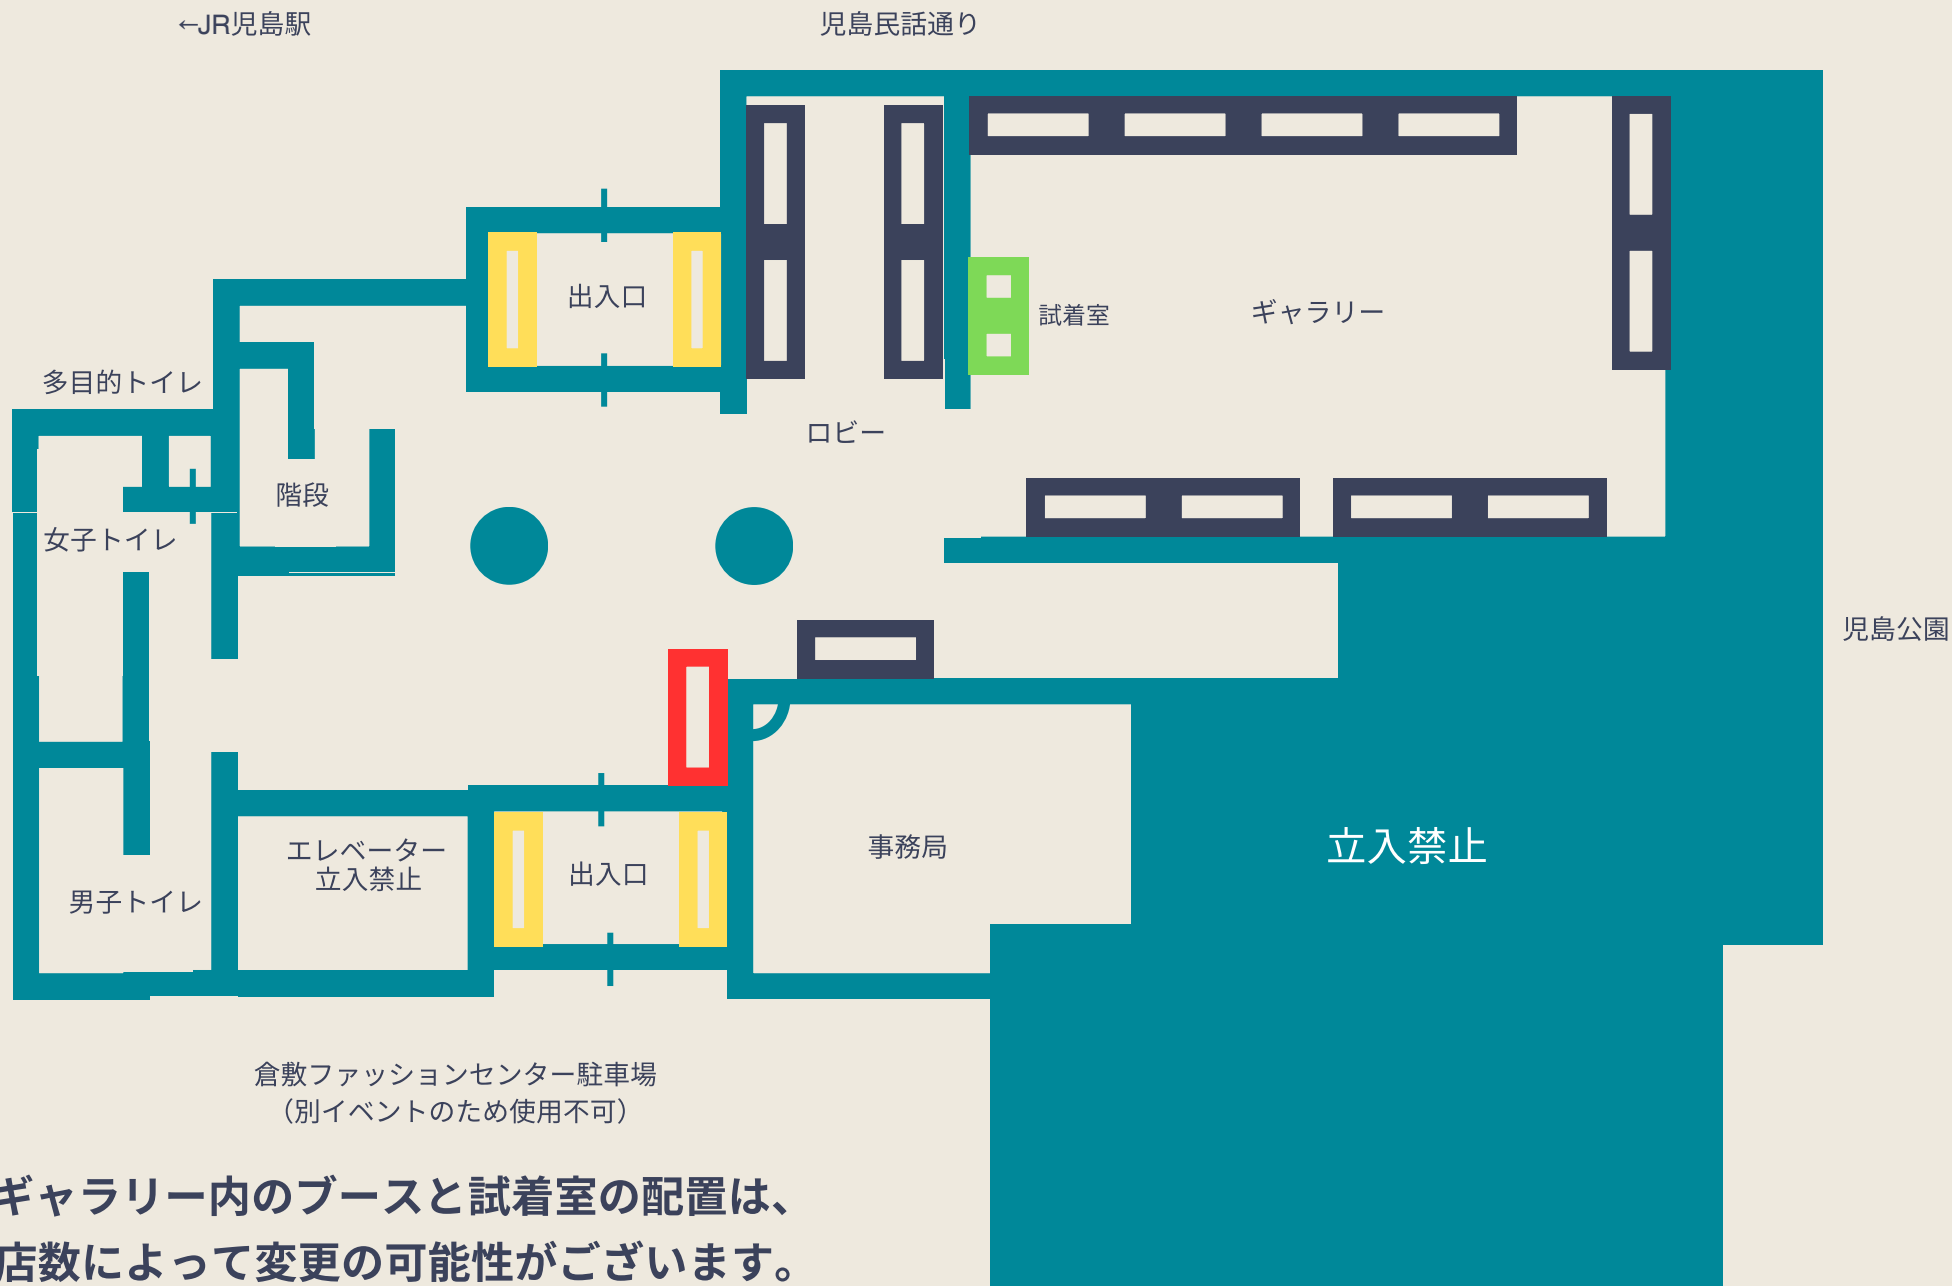 ←JR児島駅
児島民話通り
出入口
試着室
ギャラリー
多目的トイレ
ロビー
階段
女子トイレ
児島公園
エレベーター
立入禁止
出入口
事務局
立入禁止
男子トイレ
倉敷ファッションセンター駐車場
（別イベントのため使用不可）
ギャラリー内のブースと試着室の配置は、
店数によって変更の可能性がございます。